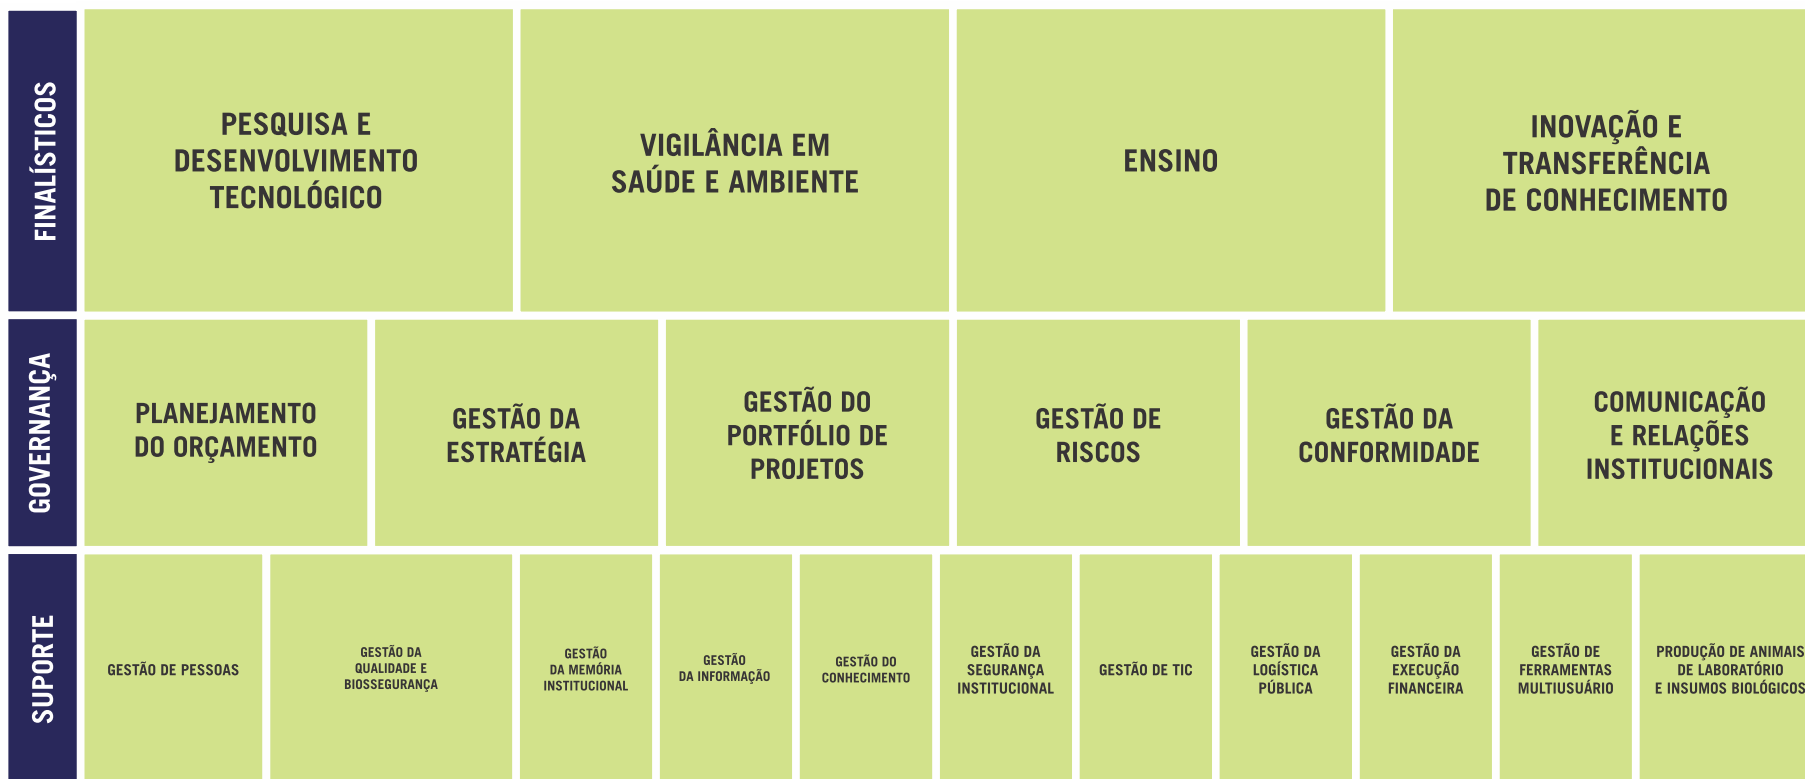 FINALÍSTICOS
PESQUISA E
DESENVOLVIMENTO
TECNOLÓGICO
VIGILÂNCIA EM
SAÚDE E AMBIENTE
ENSINO
INOVAÇÃO E
TRANSFERÊNCIA
DE CONHECIMENTO
GOVERNANÇA
PLANEJAMENTO
DO ORÇAMENTO
GESTÃO DA
ESTRATÉGIA
GESTÃO DO
PORTFÓLIO DE
PROJETOS
GESTÃO DE
RISCOS
GESTÃO DA
CONFORMIDADE
COMUNICAÇÃO
E RELAÇÕES
INSTITUCIONAIS
SUPORTE
GESTÃO DE PESSOAS
GESTÃO DA
QUALIDADE E
BIOSSEGURANÇA
GESTÃO
DA MEMÓRIA
INSTITUCIONAL
GESTÃO
DA INFORMAÇÃO
GESTÃO DO
CONHECIMENTO
GESTÃO DA
SEGURANÇA
INSTITUCIONAL
GESTÃO DE TIC
GESTÃO DA
LOGÍSTICA
PÚBLICA
GESTÃO DA
EXECUÇÃO
FINANCEIRA
GESTÃO DE
FERRAMENTAS
MULTIUSUÁRIO
PRODUÇÃO DE ANIMAIS
DE LABORATÓRIO
E INSUMOS BIOLÓGICOS